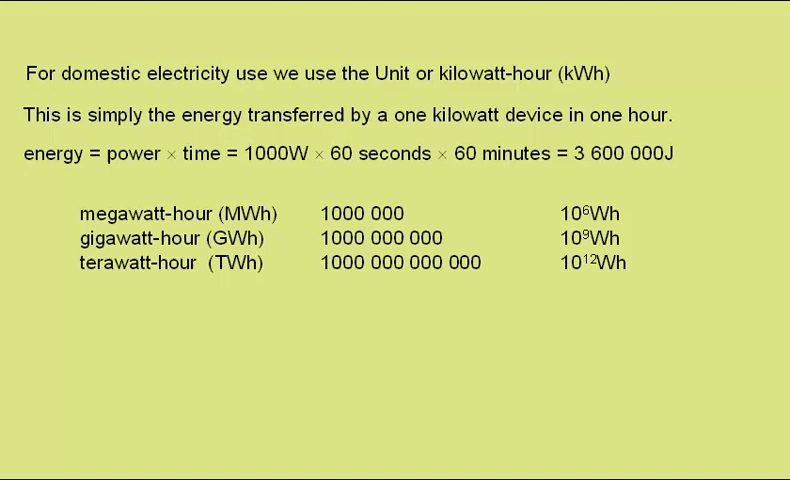 For domestic electricity use we use the Unit or kilowatt-hour (kWh)
This is simply the energy transferred by a one kilowatt device in one hour.
energy = power × time = 1000W × 60 seconds × 60 minutes = 3 600 000J
megawatt-hour (MWh) 1000 000 10⁶Wh
gigawatt-hour (GWh) 1000 000 000 10⁹Wh
terawatt-hour (TWh) 1000 000 000 000 10¹²Wh